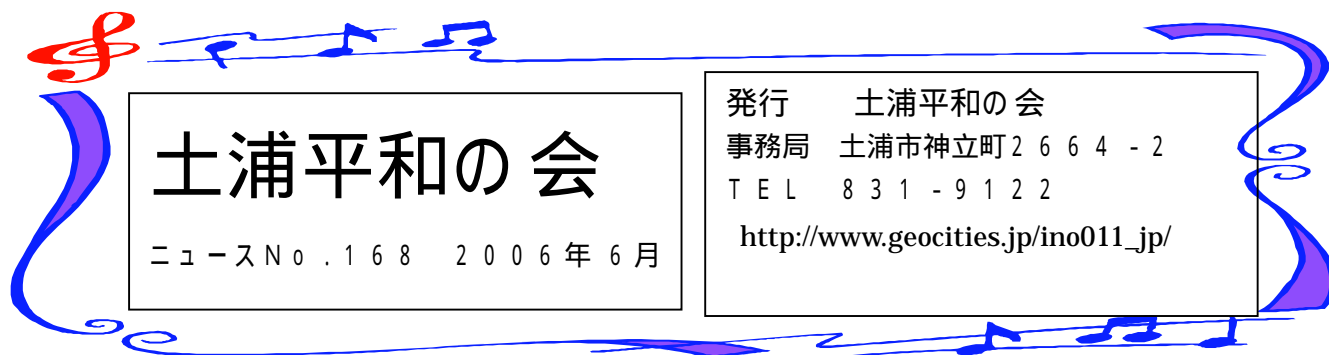 土浦平和の会
ニュースNo.168 2006年6月
発行 土浦平和の会
事務局 土浦市神立町2664-2
TEL 831-9122
http://www.geocities.jp/ino011_jp/